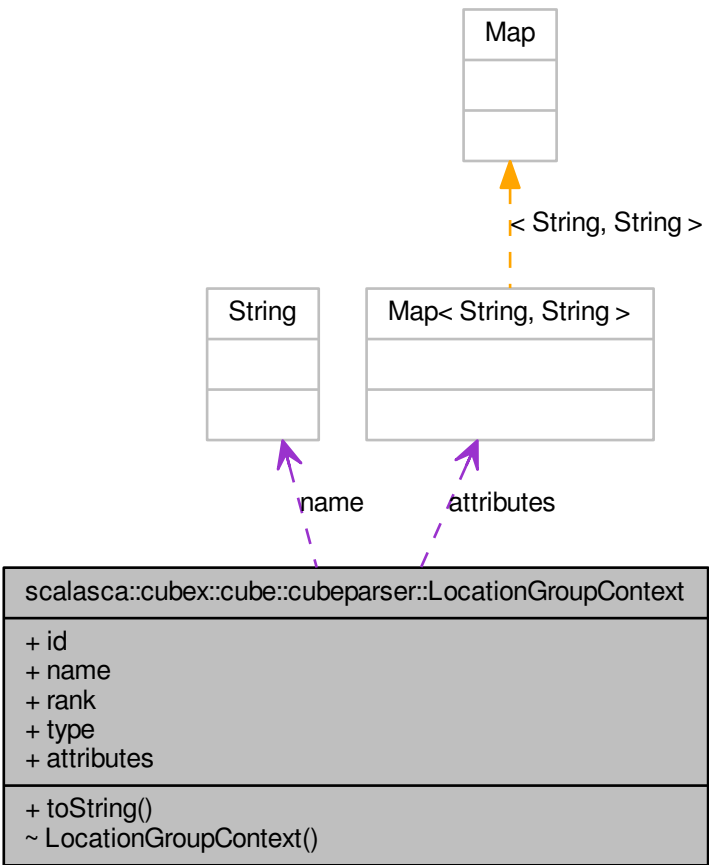 Map
< String, String >
String
Map< String, String >
name
attributes
scalasca::cubex::cube::cubeparser::LocationGroupContext
+ id
+ name
+ rank
+ type
+ attributes
+ toString()
~ LocationGroupContext()